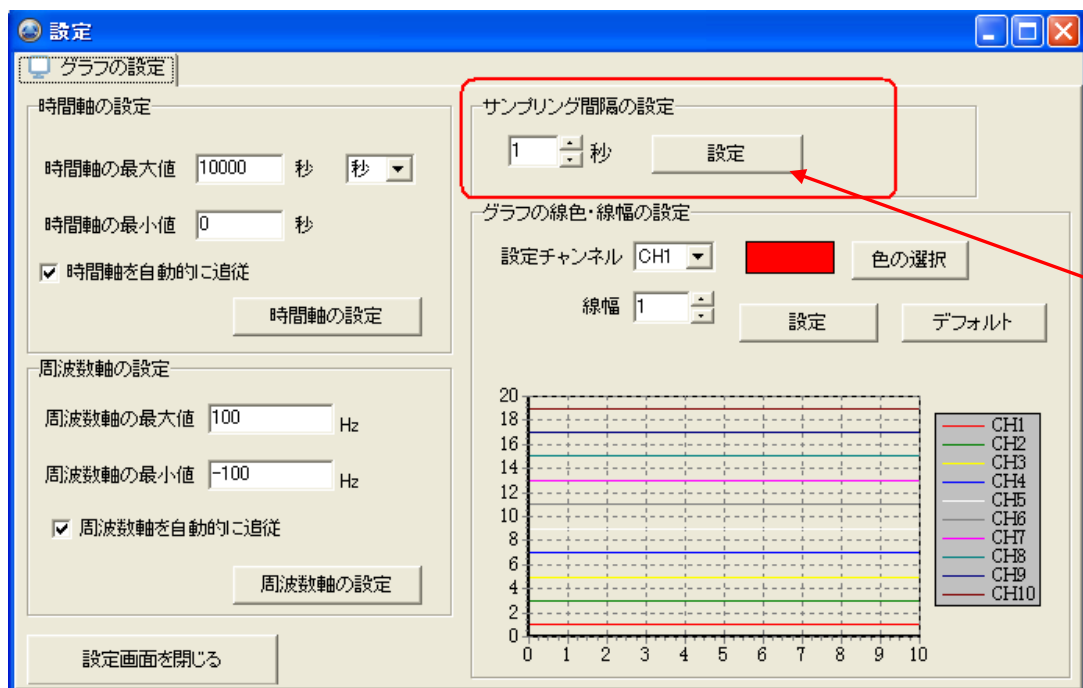 設定
グラフの設定
時間軸の設定
時間軸の最大値 10000 秒 秒
時間軸の最小値 0 秒
時間軸を自動的に追従
時間軸の設定
周波数軸の設定
周波数軸の最大値 100 Hz
周波数軸の最小値 -100 Hz
周波数軸を自動的に追従
周波数軸の設定
設定画面を閉じる
サンプリング間隔の設定
1 秒 設定
グラフの線色・線幅の設定
設定チャンネル CH1 色の選択
線幅 1 設定 デフォルト
20
18
16
14
12
10
8
6
4
2
0
0 1 2 3 4 5 6 7 8 9 10
CH1
CH2
CH3
CH4
CH5
CH6
CH7
CH8
CH9
CH10